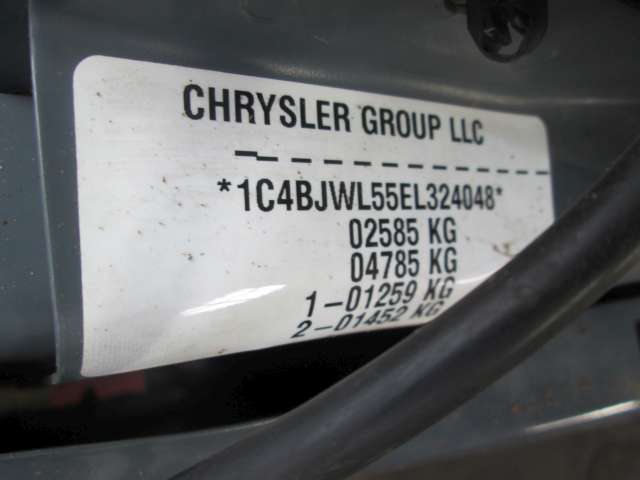 CHRYSLER GROUP LLC
*1C4BJWL55EL324048*
02585 KG
04785 KG
1-01259 KG
2-01452 KG